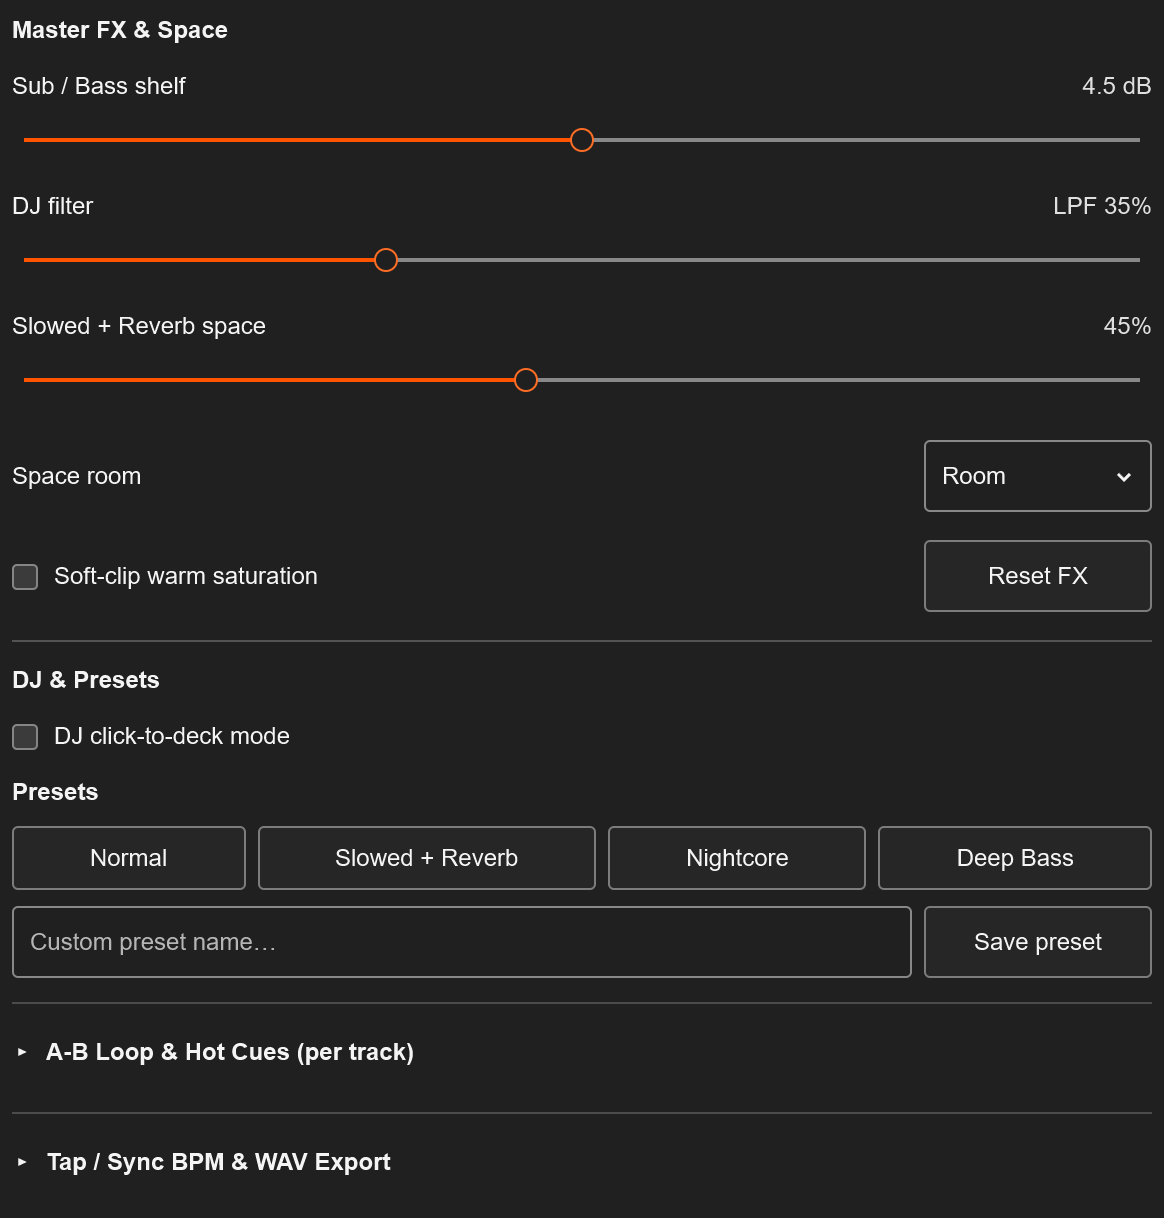 Master FX & Space
Sub / Bass shelf 4.5 dB
DJ filter LPF 35%
Slowed + Reverb space 45%
Space room Room
Soft-clip warm saturation Reset FX
DJ & Presets
DJ click-to-deck mode
Presets
Normal Slowed + Reverb Nightcore Deep Bass
Custom preset name… Save preset
A-B Loop & Hot Cues (per track)
Tap / Sync BPM & WAV Export